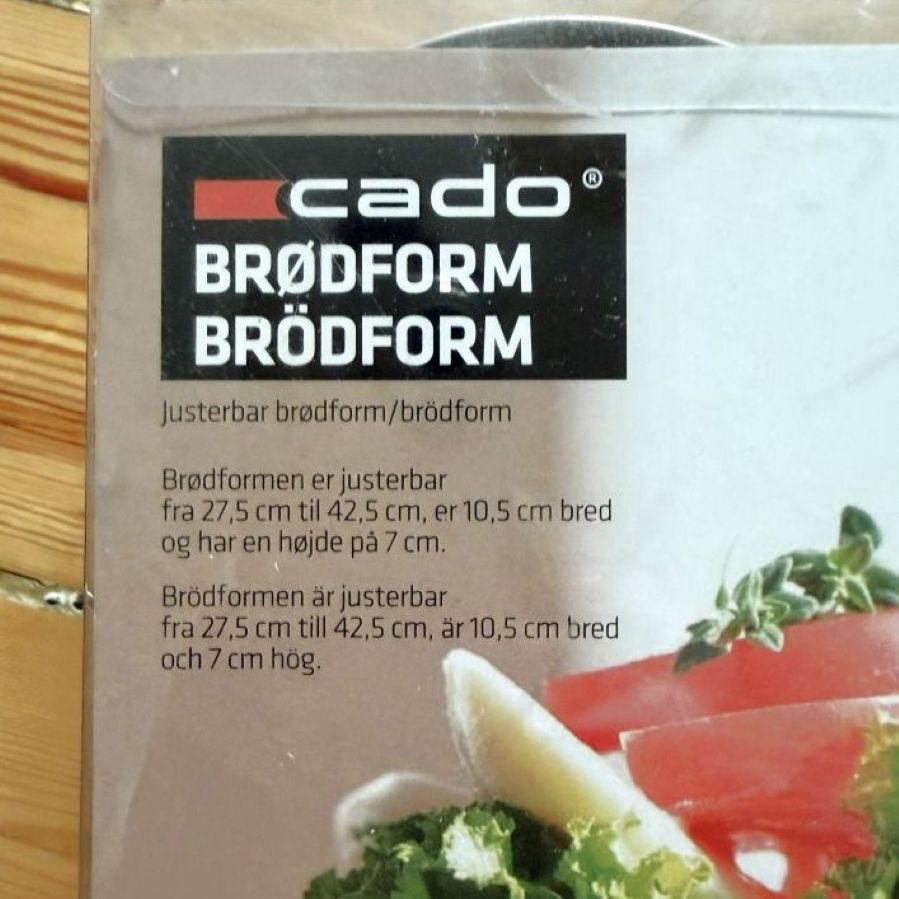 cado®
BRØDFORM
BRÖDFORM
Justerbar brødform/brödform
Brødformen er justerbar
fra 27,5 cm til 42,5 cm, er 10,5 cm bred
og har en højde på 7 cm.
Brödformen är justerbar
fra 27,5 cm till 42,5 cm, är 10,5 cm bred
och 7 cm hög.